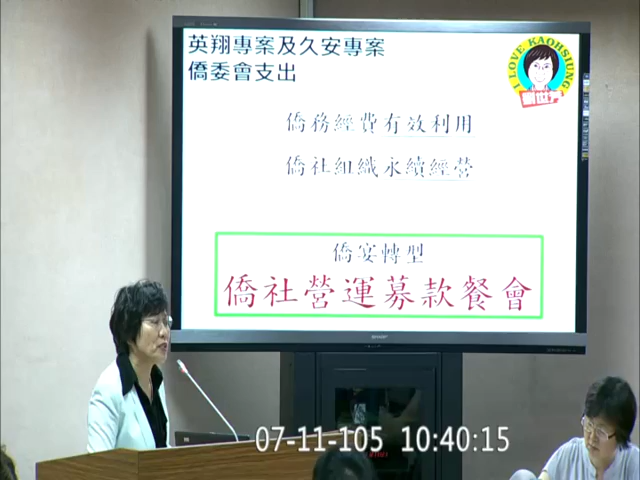 英翔專案及久安專案
僑委會支出
I LOVE KAOHSIUNG
僑務經費有效利用
僑社組織永續經營
僑宴轉型
僑社營運募款餐會
SHARP
07-11-105 10:40:15